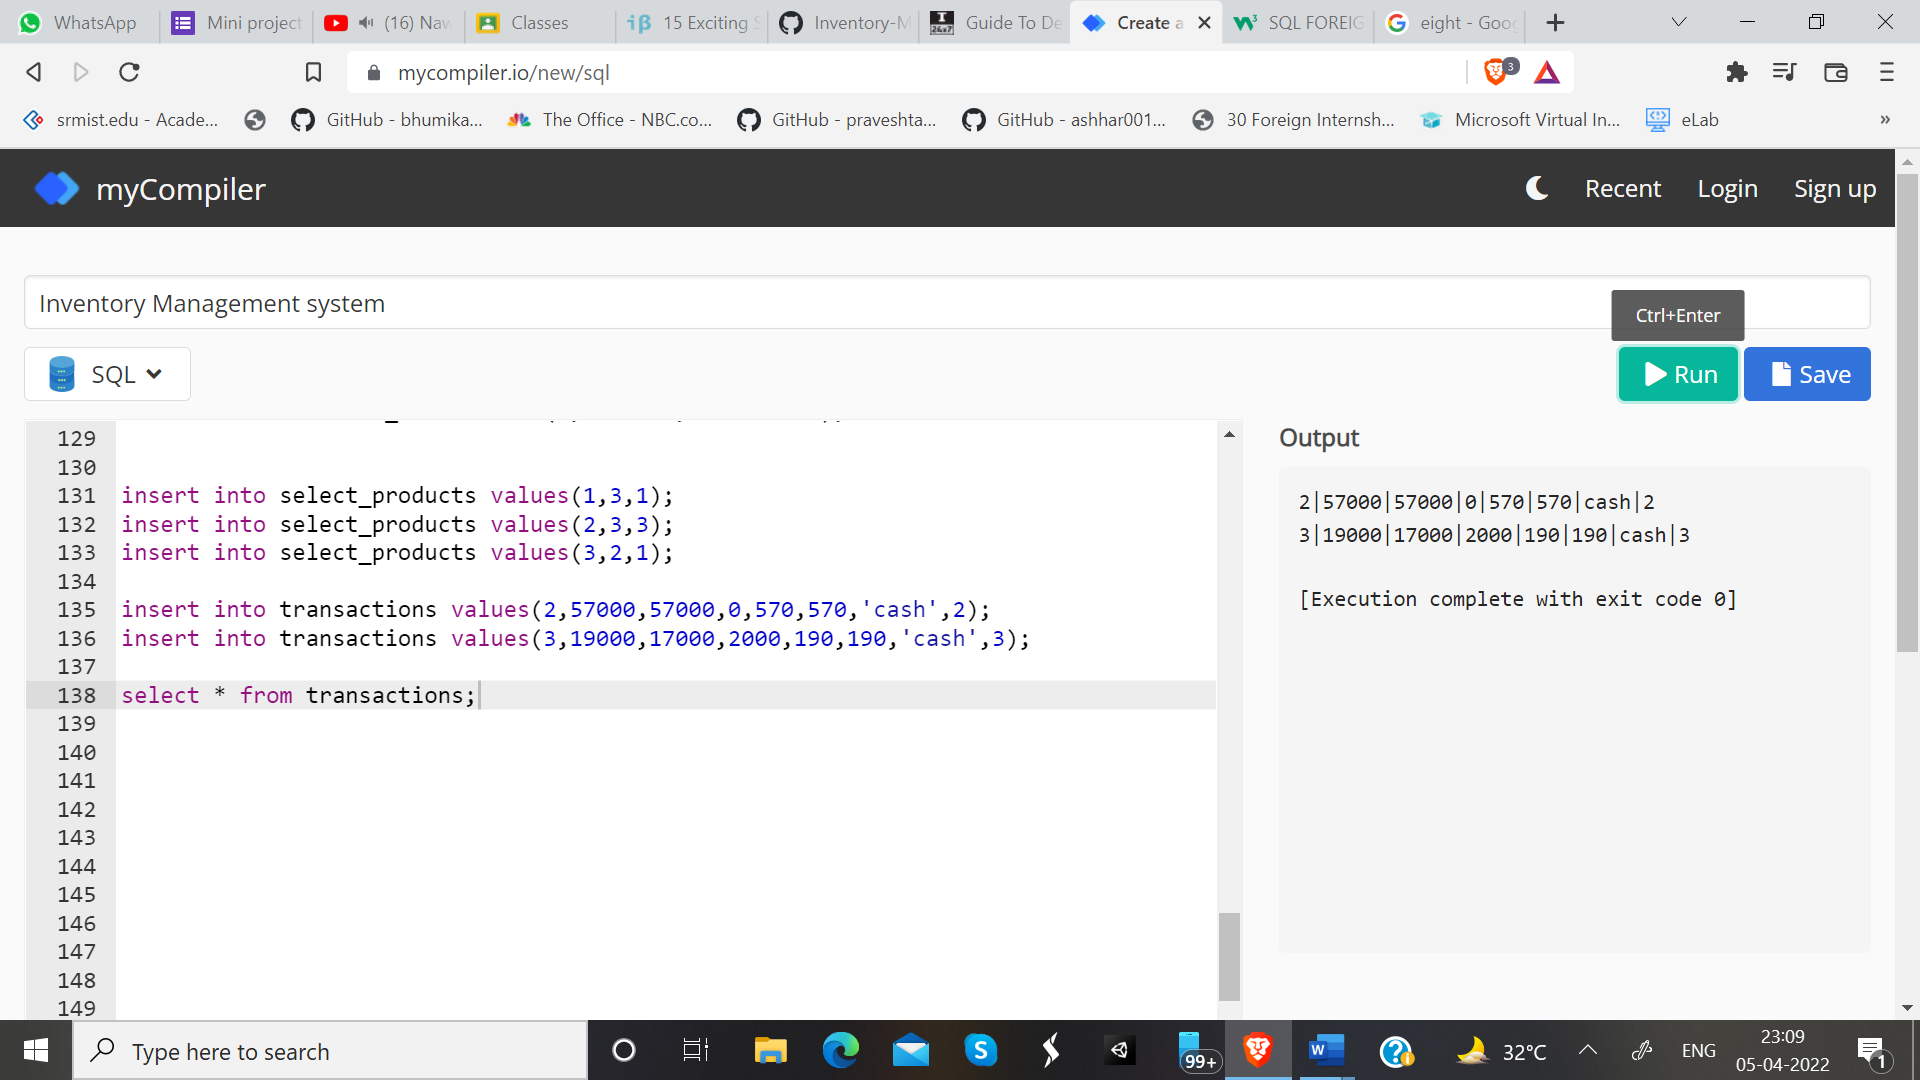 WhatsApp
Mini project
(16) Naw
Classes
15 Exciting S
Inventory-M
Guide To De
Create a
SQL FOREIG
eight - Goog
mycompiler.io/new/sql
3
srmist.edu - Acade...
GitHub - bhumika...
The Office - NBC.co...
GitHub - praveshta...
GitHub - ashhar001...
30 Foreign Internsh...
Microsoft Virtual In...
eLab
»
myCompiler
Recent
Login
Sign up
Inventory Management system
Ctrl+Enter
SQL
Run
Save
129
130
131 insert into select_products values(1,3,1);
132 insert into select_products values(2,3,3);
133 insert into select_products values(3,2,1);
134
135 insert into transactions values(2,57000,57000,0,570,570,'cash',2);
136 insert into transactions values(3,19000,17000,2000,190,190,'cash',3);
137
138 select * from transactions;
139
140
141
142
143
144
145
146
147
148
149
Output
2|57000|57000|0|570|570|cash|2
3|19000|17000|2000|190|190|cash|3
[Execution complete with exit code 0]
Type here to search
99+
32°C
ENG
23:09
05-04-2022
1